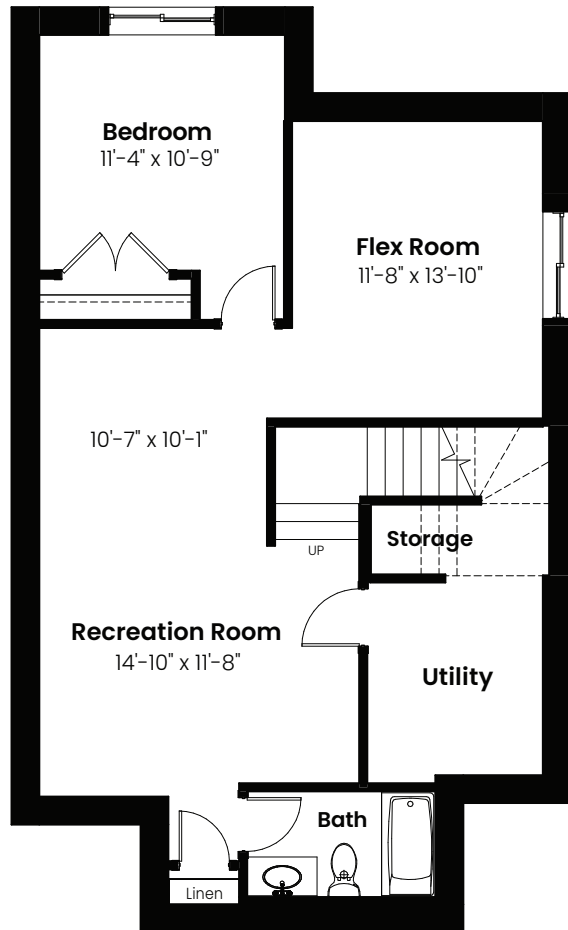 Bedroom
11'-4" x 10'-9"
Flex Room
11'-8" x 13'-10"
10'-7" x 10'-1"
UP
Storage
Recreation Room
14'-10" x 11'-8"
Utility
Bath
Linen